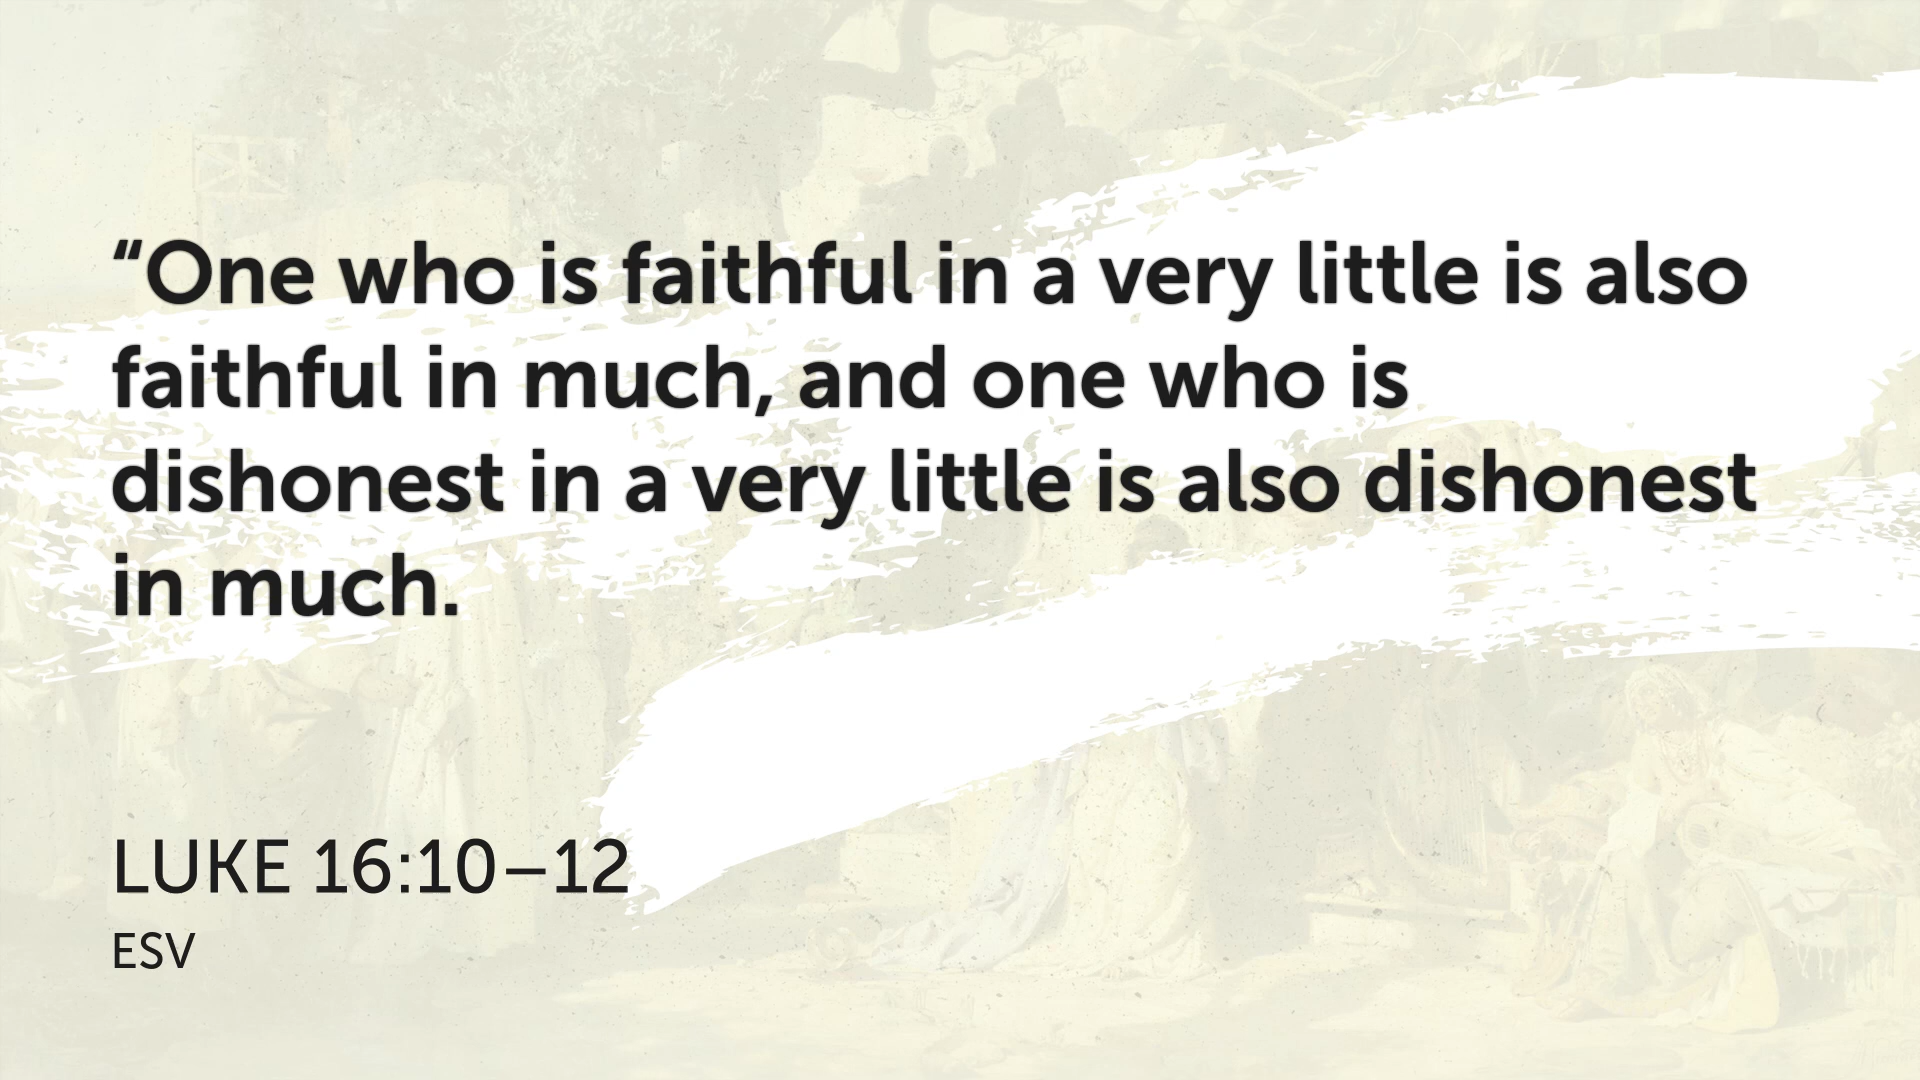 “One who is faithful in a very little is also
faithful in much, and one who is
dishonest in a very little is also dishonest
in much.
LUKE 16:10–12
ESV